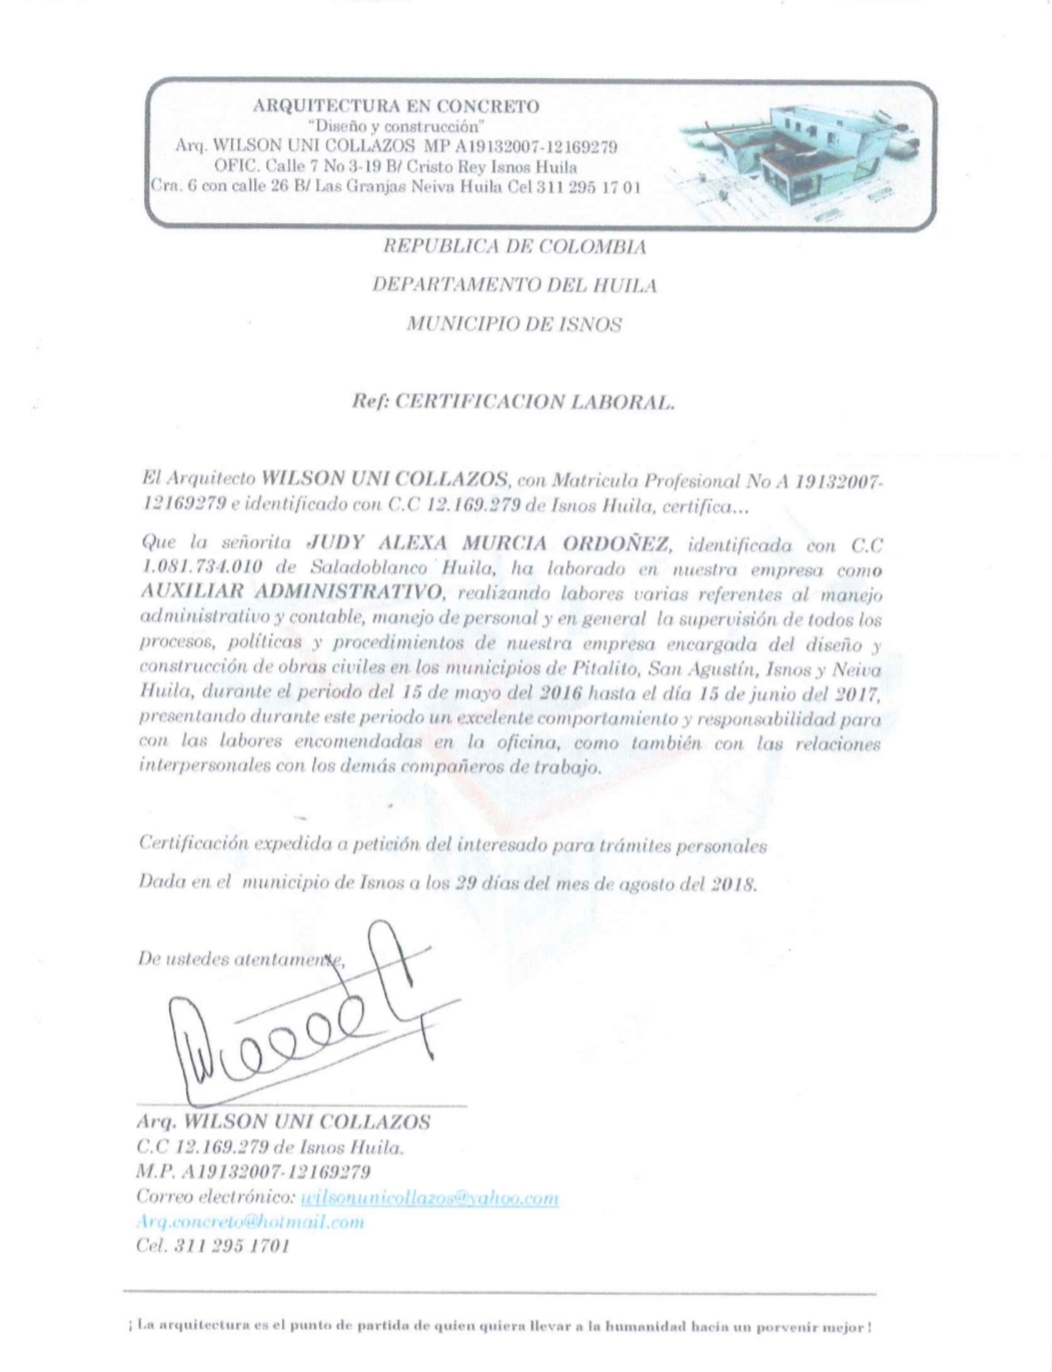 ARQUITECTURA EN CONCRETO
"Diseño y construcción"
Arq. WILSON UNI COLLAZOS MP A19132007-12169279
OFIC. Calle 7 No 3-19 B/ Cristo Rey Isnos Huila
Cra. 6 con calle 26 B/ Las Granjas Neiva Huila Cel 311 295 17 01
REPUBLICA DE COLOMBIA
DEPARTAMENTO DEL HUILA
MUNICIPIO DE ISNOS
Ref: CERTIFICACION LABORAL.
El Arquitecto WILSON UNI COLLAZOS, con Matricula Profesional No A 19132007-
12169279 e identificado con C.C 12.169.279 de Isnos Huila, certifica...
Que la señorita JUDY ALEXA MURCIA ORDOÑEZ, identificada con C.C
1.081.734.010 de Saladoblanco Huila, ha laborado en nuestra empresa como
AUXILIAR ADMINISTRATIVO, realizando labores varias referentes al manejo
administrativo y contable, manejo de personal y en general la supervisión de todos los
procesos, políticas y procedimientos de nuestra empresa encargada del diseño y
construcción de obras civiles en los municipios de Pitalito, San Agustín, Isnos y Neiva
Huila, durante el periodo del 15 de mayo del 2016 hasta el día 15 de junio del 2017,
presentando durante este periodo un excelente comportamiento y responsabilidad para
con las labores encomendadas en la oficina, como también con las relaciones
interpersonales con los demás compañeros de trabajo.
Certificación expedida a petición del interesado para trámites personales
Dada en el municipio de Isnos a los 29 días del mes de agosto del 2018.
De ustedes atentamente,
Arq. WILSON UNI COLLAZOS
C.C 12.169.279 de Isnos Huila.
M.P. A19132007-12169279
Correo electrónico: wilsonunicollazos@yahoo.com
Arq.concreto@hotmail.com
Cel. 311 295 1701
¡ La arquitectura es el punto de partida de quien quiera llevar a la humanidad hacia un porvenir mejor !